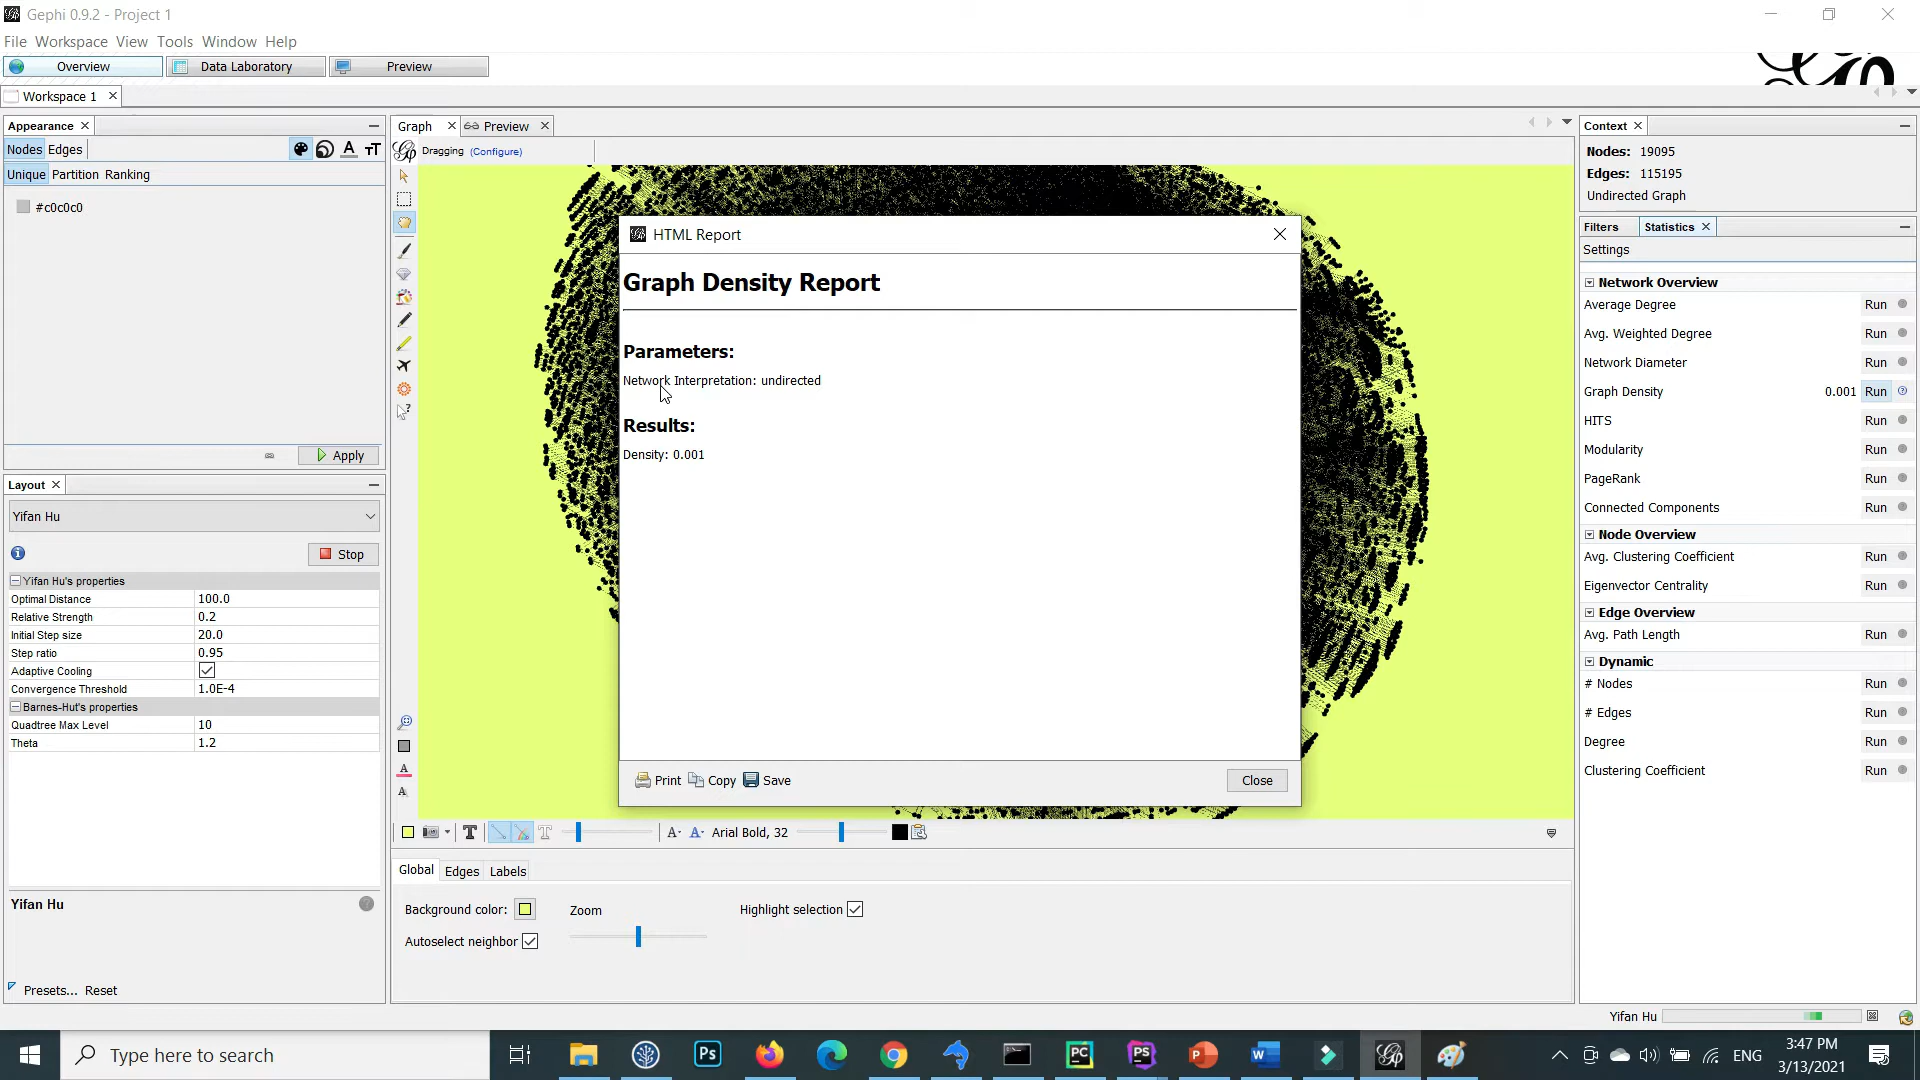 Gephi 0.9.2 - Project 1
File Workspace View Tools Window Help
Overview
Data Laboratory
Preview
Workspace 1
Appearance
Nodes Edges
Unique Partition Ranking
#c0c0c0
Apply
Layout
Yifan Hu
Stop
Yifan Hu's properties
Optimal Distance 100.0
Relative Strength 0.2
Initial Step size 20.0
Step ratio 0.95
Adaptive Cooling
Convergence Threshold 1.0E-4
Barnes-Hut's properties
Quadtree Max Level 10
Theta 1.2
Yifan Hu
Presets... Reset
Graph Preview
Dragging (Configure)
HTML Report
Graph Density Report
Parameters:
Network Interpretation: undirected
Results:
Density: 0.001
Print Copy Save
Close
Arial Bold, 32
Global Edges Labels
Background color: Zoom Highlight selection
Autoselect neighbor
Context
Nodes: 19095
Edges: 115195
Undirected Graph
Filters Statistics
Settings
Network Overview
Average Degree Run
Avg. Weighted Degree Run
Network Diameter Run
Graph Density 0.001 Run
HITS Run
Modularity Run
PageRank Run
Connected Components Run
Node Overview
Avg. Clustering Coefficient Run
Eigenvector Centrality Run
Edge Overview
Avg. Path Length Run
Dynamic
# Nodes Run
# Edges Run
Degree Run
Clustering Coefficient Run
Yifan Hu
Type here to search
ENG
3:47 PM
3/13/2021